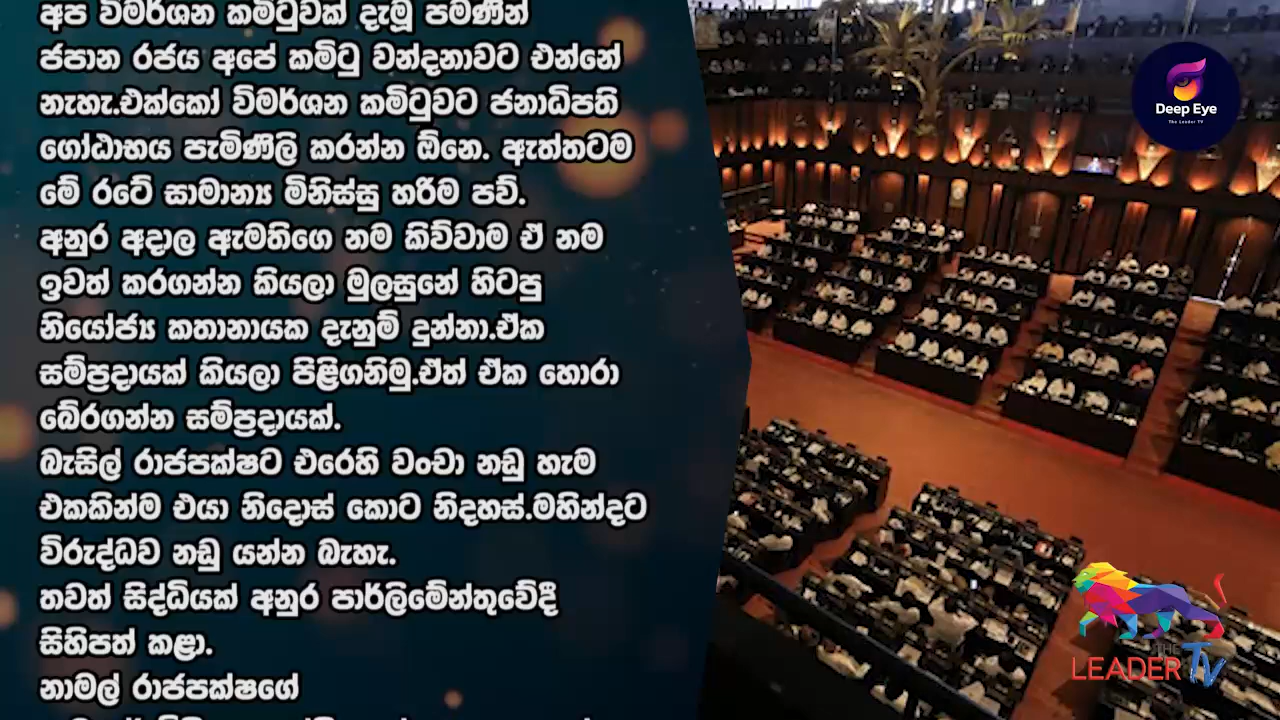 අප විමර්ශන කමිටුවක් දැමූ පමණින්
ජපාන රජය අපේ කමිටු වන්දනාවට එන්නේ
නැහැ.එක්කෝ විමර්ශන කමිටුවට ජනාධිපති
ගෝඨාභය පැමිණිලි කරන්න ඕනෙ. ඇත්තටම
මේ රටේ සාමාන්‍ය මිනිස්සු හරිම පව්.
අනුර අදාල ඇමතිගෙ නම කිව්වාම ඒ නම
ඉවත් කරගන්න කියලා මුලසුනේ හිටපු
නියෝජ්‍ය කතානායක දැනුම් දුන්නා.ඒක
සම්ප්‍රදායක් කියලා පිළිගනිමු.ඒත් ඒක හොරා
බේරගන්න සම්ප්‍රදායක්.
බැසිල් රාජපක්ෂට එරෙහි වංචා නඩු හැම
එකකින්ම එයා නිදොස් කොට නිදහස්.මහින්දට
විරුද්ධව නඩු යන්න බැහැ.
තවත් සිද්ධියක් අනුර පාර්ලිමේන්තුවේදී
සිහිපත් කළා.
නාමල් රාජපක්ෂගේ
Deep Eye
The Leader TV
THE
LEADER TV